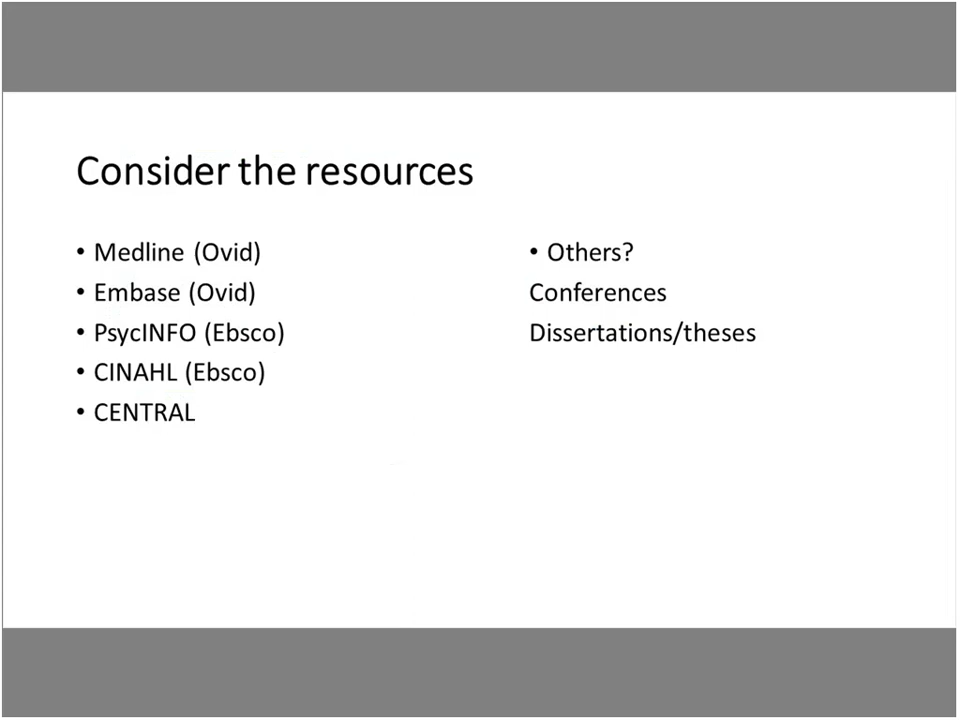 Consider the resources
• Medline (Ovid)
• Embase (Ovid)
• PsycINFO (Ebsco)
• CINAHL (Ebsco)
• CENTRAL
• Others?
Conferences
Dissertations/theses